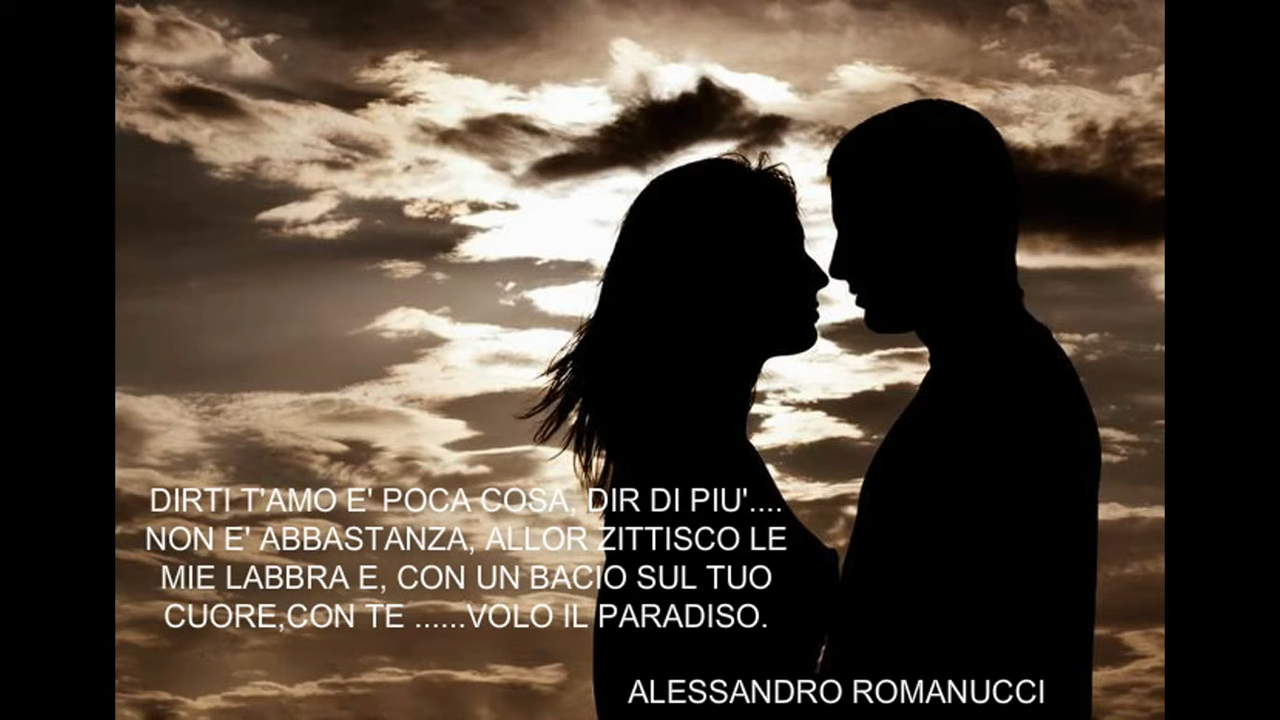 DIRTI T'AMO E' POCA COSA, DIR DI PIU'....
NON E' ABBASTANZA, ALLOR ZITTISCO LE
MIE LABBRA E, CON UN BACIO SUL TUO
CUORE,CON TE ......VOLO IL PARADISO.
ALESSANDRO ROMANUCCI